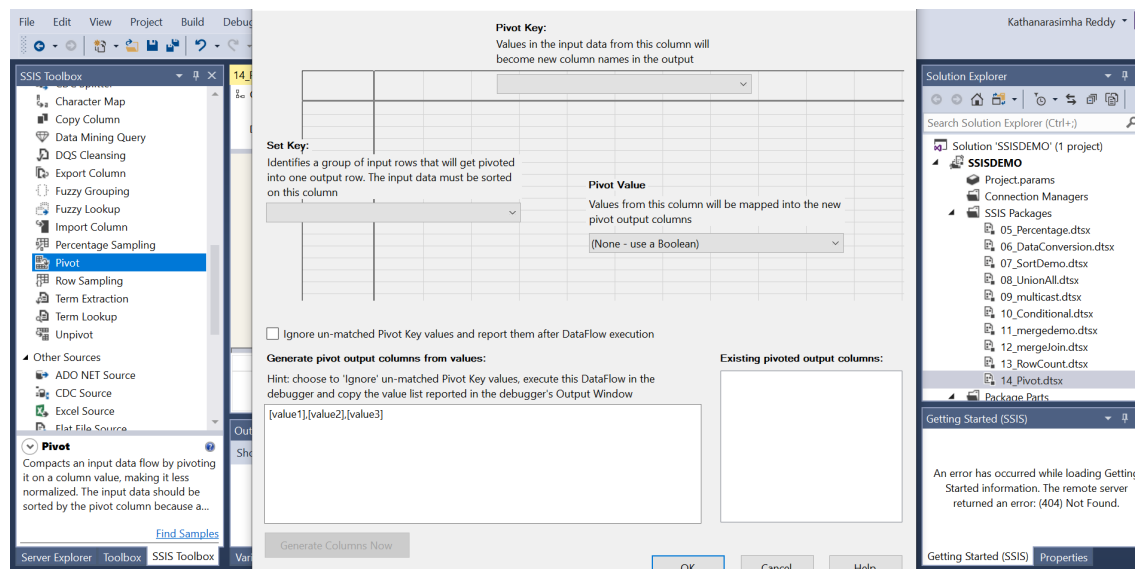 File Edit View Project Build Debug
Kathanarasimha Reddy
SSIS Toolbox
Character Map
Copy Column
Data Mining Query
DQS Cleansing
Export Column
Fuzzy Grouping
Fuzzy Lookup
Import Column
Percentage Sampling
Pivot
Row Sampling
Term Extraction
Term Lookup
Unpivot
Other Sources
ADO NET Source
CDC Source
Excel Source
Flat File Source
Pivot
Compacts an input data flow by pivoting
it on a column value, making it less
normalized. The input data should be
sorted by the pivot column because a...
Find Samples
Server Explorer Toolbox SSIS Toolbox
Pivot Key:
Values in the input data from this column will
become new column names in the output
Set Key:
Identifies a group of input rows that will get pivoted
into one output row. The input data must be sorted
on this column
Pivot Value
Values from this column will be mapped into the new
pivot output columns
(None - use a Boolean)
Ignore un-matched Pivot Key values and report them after DataFlow execution
Generate pivot output columns from values:
Hint: choose to 'Ignore' un-matched Pivot Key values, execute this DataFlow in the
debugger and copy the value list reported in the debugger's Output Window
[value1],[value2],[value3]
Existing pivoted output columns:
Generate Columns Now
OK Cancel Help
Solution Explorer
Search Solution Explorer (Ctrl+;)
Solution 'SSISDEMO' (1 project)
SSISDEMO
Project.params
Connection Managers
SSIS Packages
05_Percentage.dtsx
06_DataConversion.dtsx
07_SortDemo.dtsx
08_UnionAll.dtsx
09_multicast.dtsx
10_Conditional.dtsx
11_mergedemo.dtsx
12_mergeJoin.dtsx
13_RowCount.dtsx
14_Pivot.dtsx
Package Parts
Getting Started (SSIS)
An error has occurred while loading Getting
Started information. The remote server
returned an error: (404) Not Found.
Getting Started (SSIS) Properties